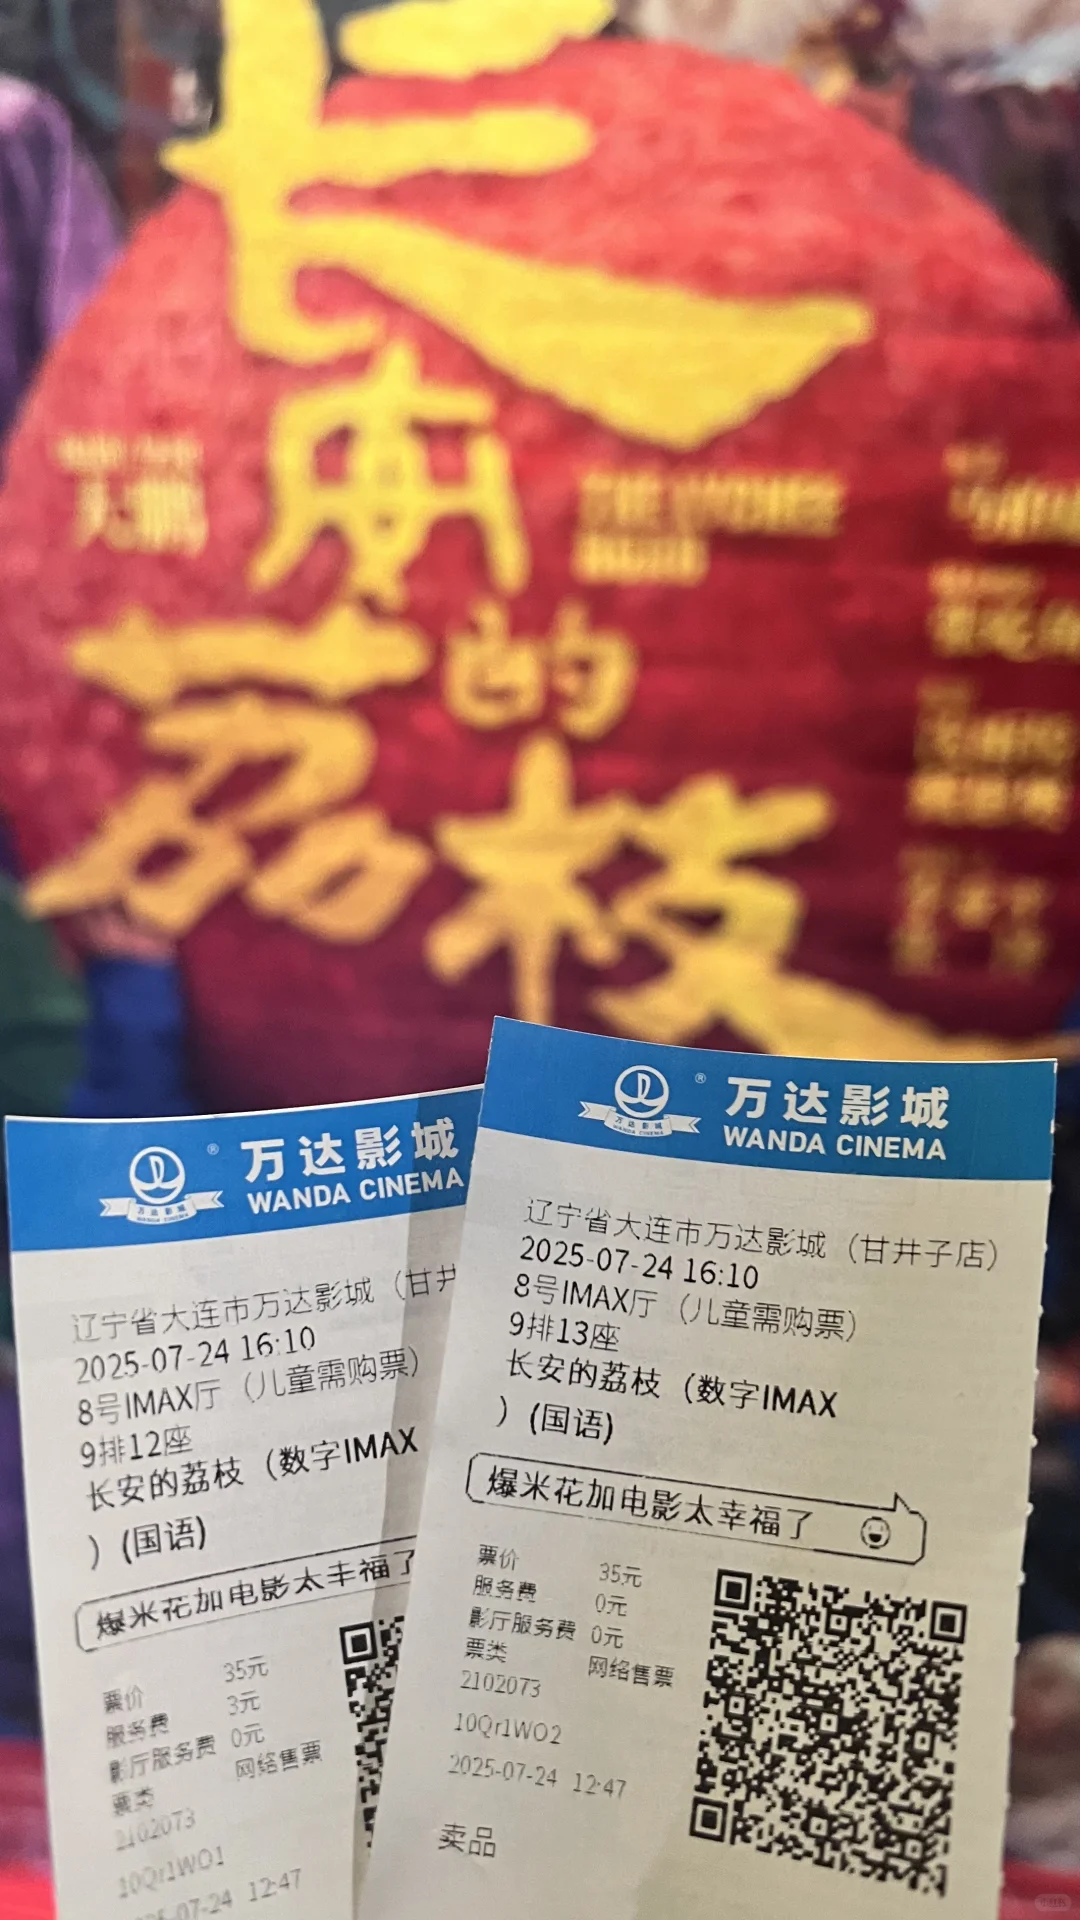 长
安
的
荔枝
大鹏
THE LYCHEE
ROAD
万达影城
WANDA CINEMA
辽宁省大连市万达影城（甘井
2025-07-24 16:10
8号IMAX厅（儿童需购票）
9排12座
长安的荔枝（数字IMAX
）(国语)
爆米花加电影太幸福了
票价 35元
服务费 3元
影厅服务费 0元
票类 网络售票
2102073
10Qr1WO1
07-24 12:47
®
万达影城
WANDA CINEMA
辽宁省大连市万达影城（甘井子店）
2025-07-24 16:10
8号IMAX厅（儿童需购票）
9排13座
长安的荔枝（数字IMAX
）(国语)
爆米花加电影太幸福了
票价 35元
服务费 0元
影厅服务费 0元
票类 网络售票
2102073
10Qr1WO2
2025-07-24 12:47
卖品